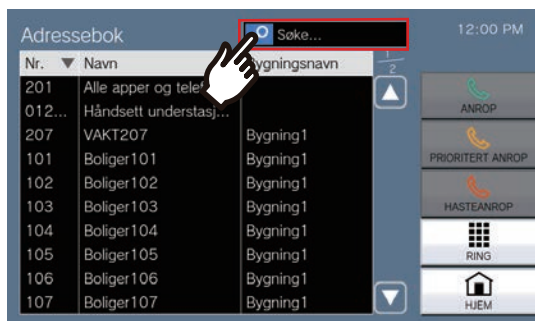 Adressebok Søke... 12:00 PM
Nr. ▼ Navn Bygningsnavn 1/2
201 Alle apper og telef
012... Håndsett understasj...
207 VAKT207 Bygning1
101 Boliger101 Bygning1
102 Boliger102 Bygning1
103 Boliger103 Bygning1
104 Boliger104 Bygning1
105 Boliger105 Bygning1
106 Boliger106 Bygning1
107 Boliger107 Bygning1
ANROP
PRIORITERT ANROP
HASTEANROP
RING
HJEM